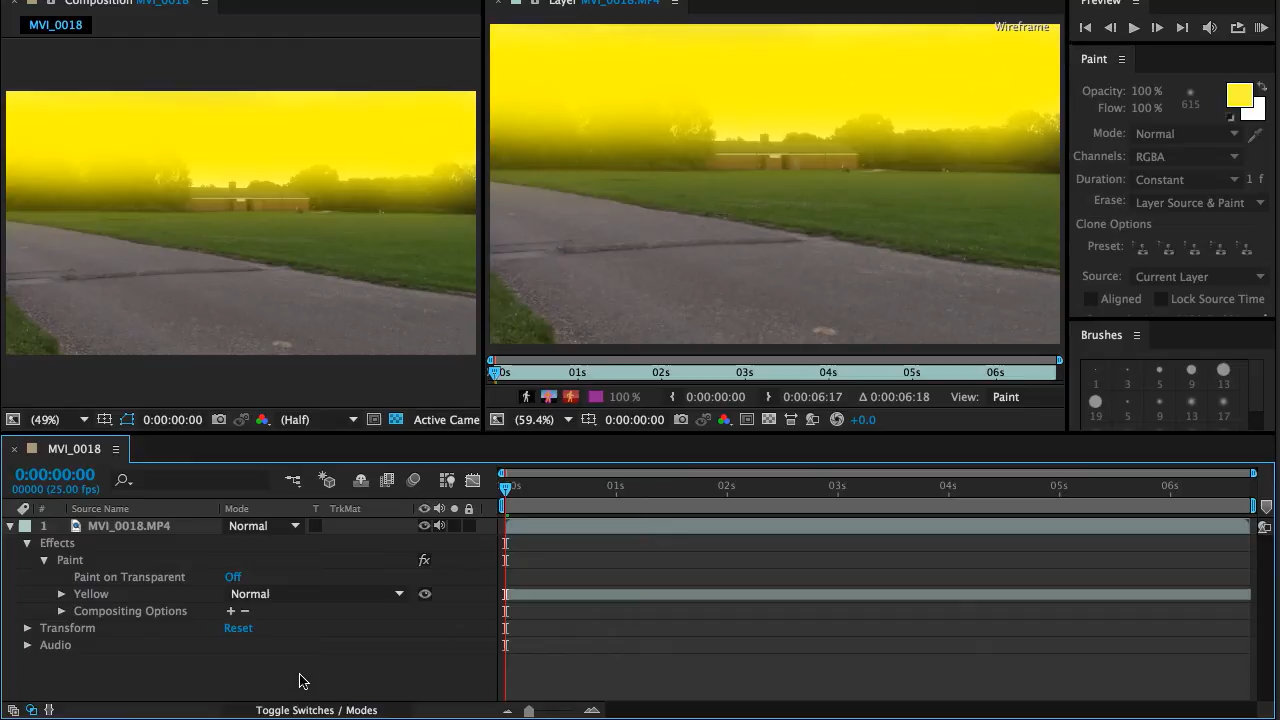 Composition MVI_0018
Layer MVI_0018.MP4
Preview
MVI_0018
Wireframe
Paint
Opacity: 100 %
Flow: 100 %
615
Mode: Normal
Channels: RGBA
Duration: Constant 1 f
Erase: Layer Source & Paint
Clone Options
Preset:
Source: Current Layer
Aligned Lock Source Time
Brushes
1 3 5 9 13
19 5 9 13 17
0s 01s 02s 03s 04s 05s 06s
100 % 0:00:00:00 0:00:06:17 Δ 0:00:06:18 View: Paint
(49%) 0:00:00:00 (Half) Active Came
(59.4%) 0:00:00:00 +0.0
MVI_0018
0:00:00:00
00000 (25.00 fps)
0s 01s 02s 03s 04s 05s 06s
# Source Name Mode T TrkMat
1 MVI_0018.MP4 Normal
Effects
Paint fx
Paint on Transparent Off
Yellow Normal
Compositing Options + −
Transform Reset
Audio
Toggle Switches / Modes